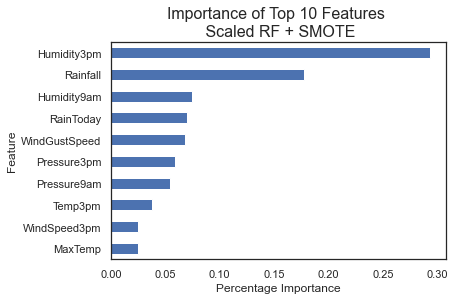 Importance of Top 10 Features
Scaled RF + SMOTE
Humidity3pm
Rainfall
Humidity9am
RainToday
WindGustSpeed
Pressure3pm
Pressure9am
Temp3pm
WindSpeed3pm
MaxTemp
Feature
0.00 0.05 0.10 0.15 0.20 0.25 0.30
Percentage Importance